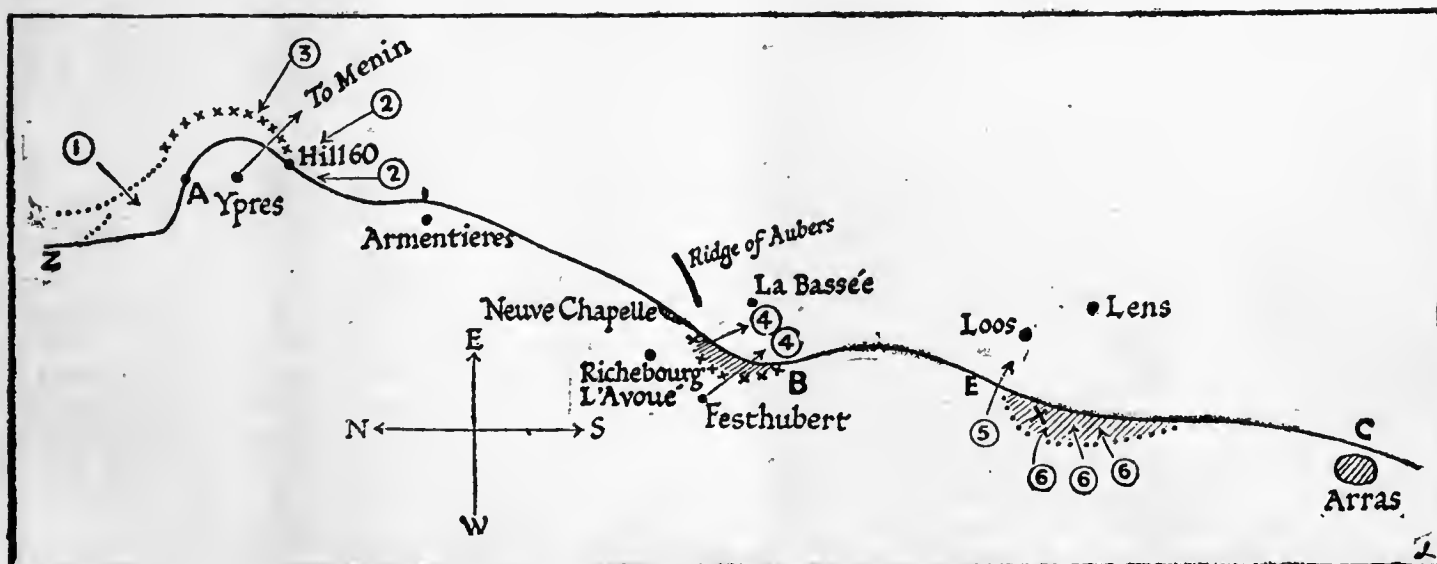 ③
To Menin
②
①
Hill 60
②
A
Ypres
Z
Armentieres
Ridge of Aubers
La Bassée
Neuve Chapelle
④
④
Loos
Lens
E
Richebourg
L'Avoué
B
E
N
S
Festhubert
⑤
C
⑥
⑥
⑥
W
Arras